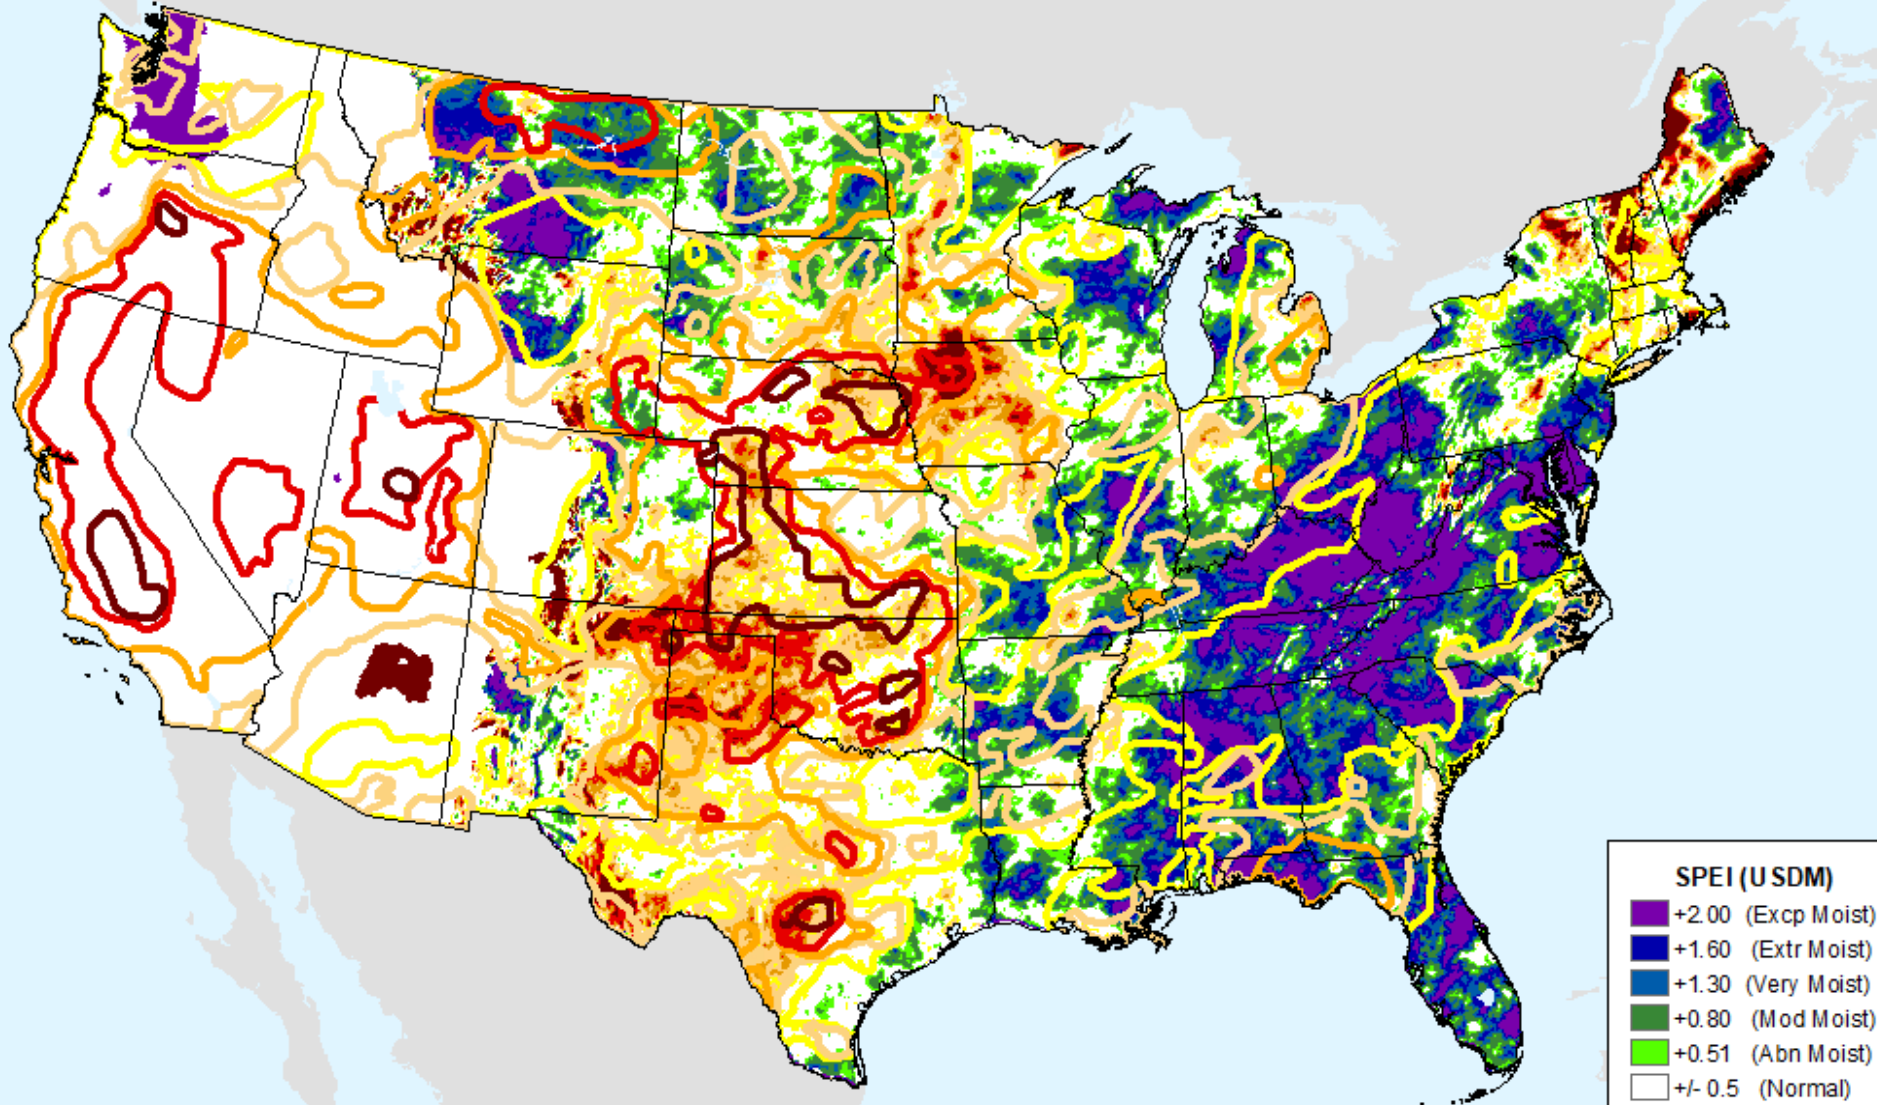 SPEI (USDM)
+2.00 (Excp Moist)
+1.60 (Extr Moist)
+1.30 (Very Moist)
+0.80 (Mod Moist)
+0.51 (Abn Moist)
+/- 0.5 (Normal)